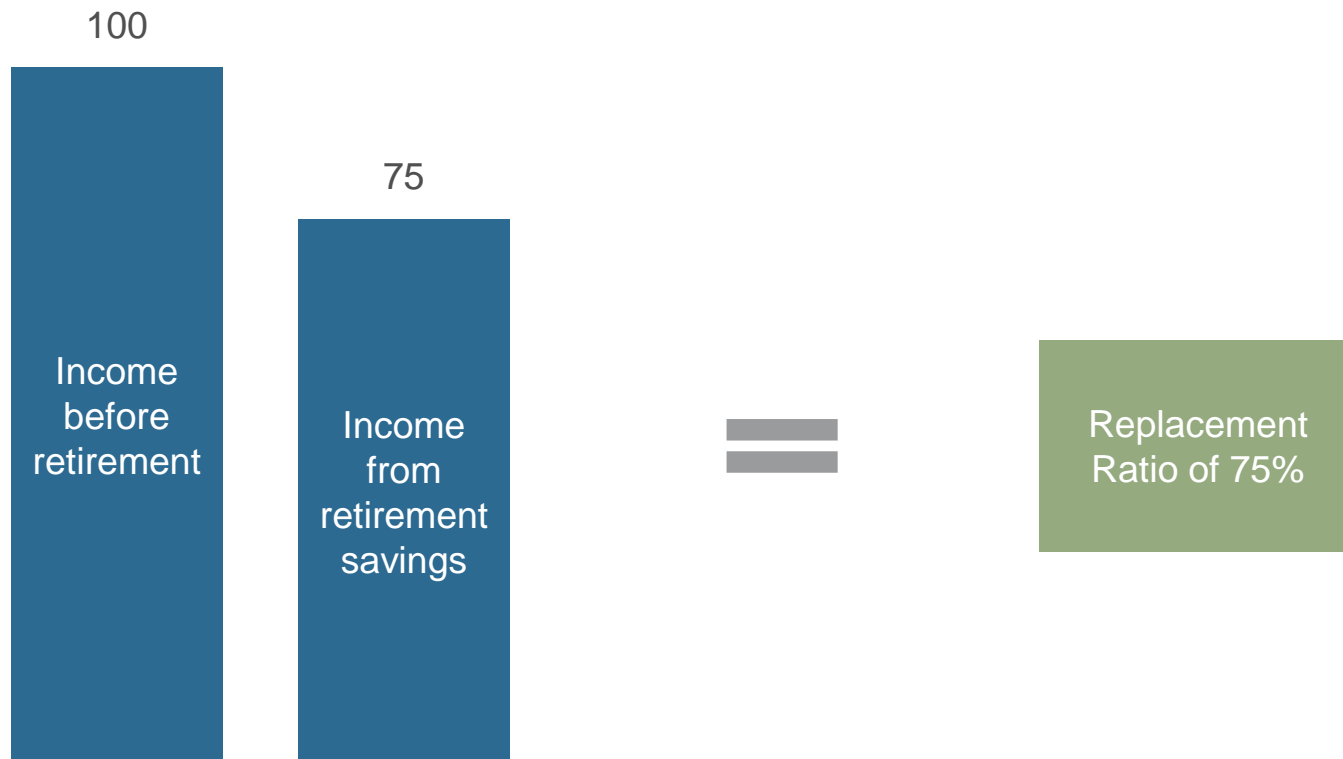 100
Income
before
retirement
75
Income
from
retirement
savings
Replacement
Ratio of 75%